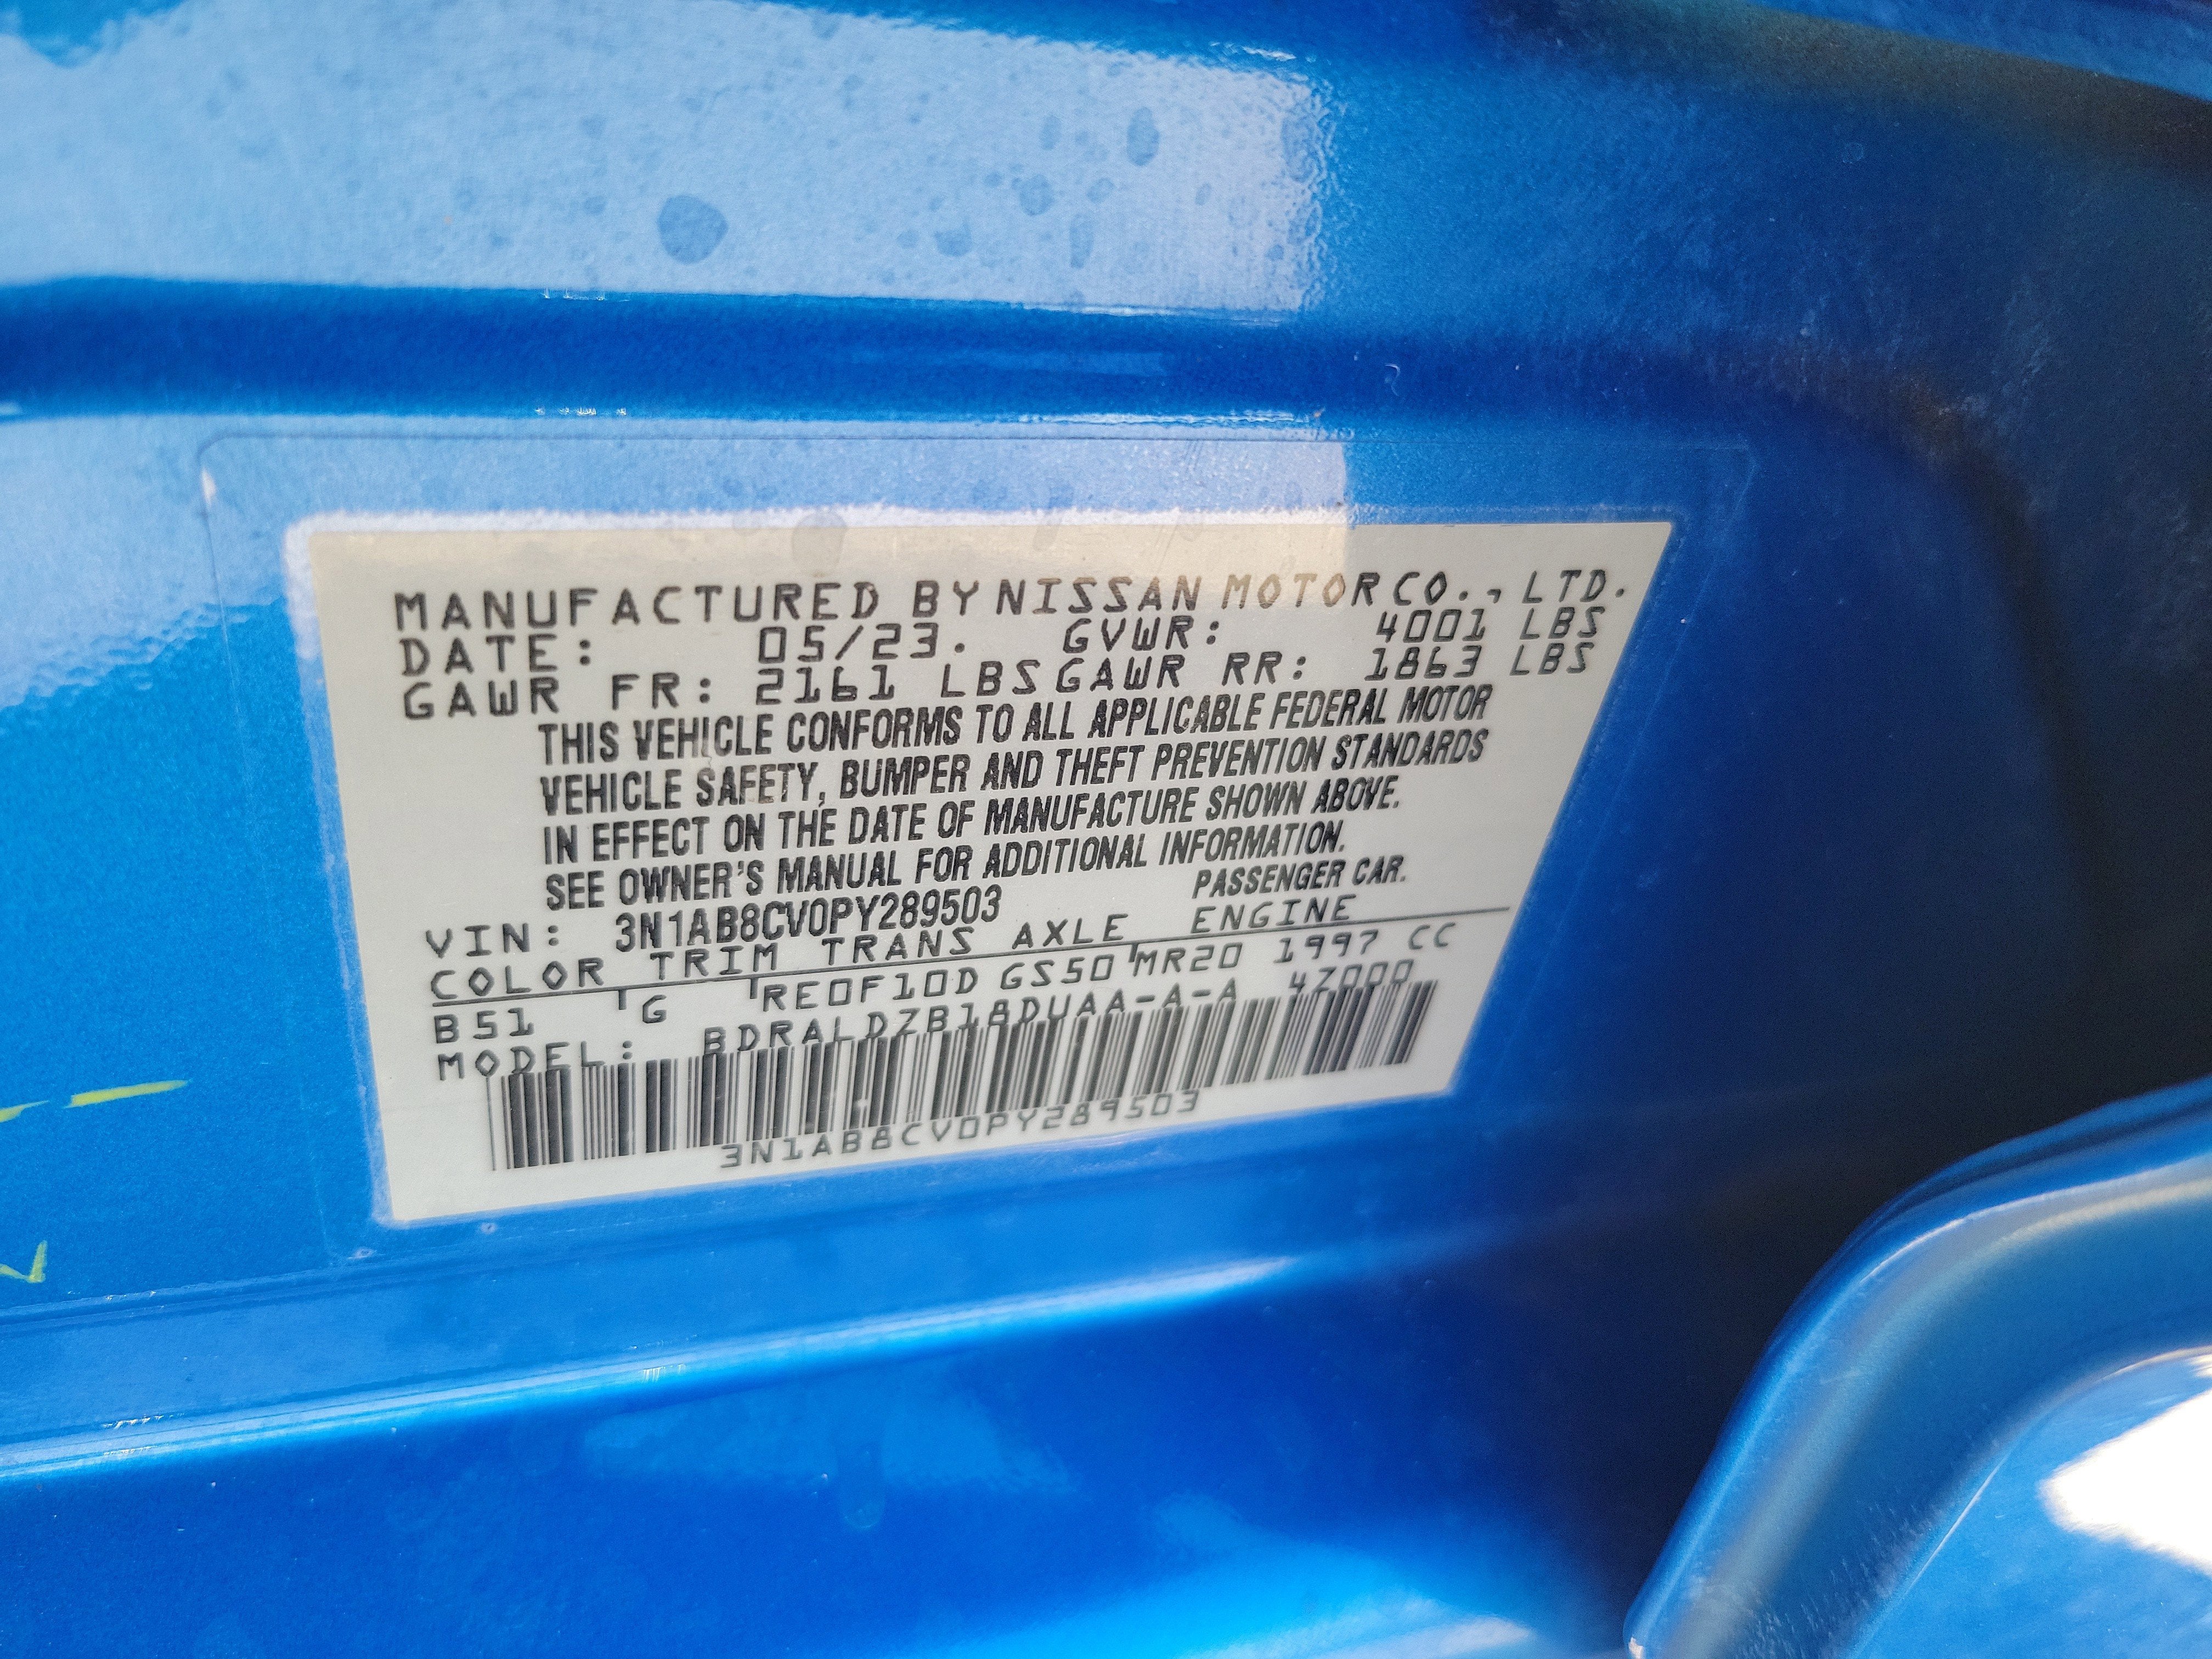 MANUFACTURED BY NISSAN MOTOR CO., LTD.
DATE: 05/23. GVWR: 4001 LBS
GAWR FR: 2161 LBS GAWR RR: 1863 LBS
THIS VEHICLE CONFORMS TO ALL APPLICABLE FEDERAL MOTOR
VEHICLE SAFETY, BUMPER AND THEFT PREVENTION STANDARDS
IN EFFECT ON THE DATE OF MANUFACTURE SHOWN ABOVE.
SEE OWNER'S MANUAL FOR ADDITIONAL INFORMATION.
VIN: 3N1AB8CV0PY289503 PASSENGER CAR.
COLOR TRIM TRANS AXLE ENGINE
B51 G RE0F10D GS50 MR20 1997 CC
MODEL: BDRALDZB18DUAA-A-A 4Z000
3N1AB8CV0PY289503